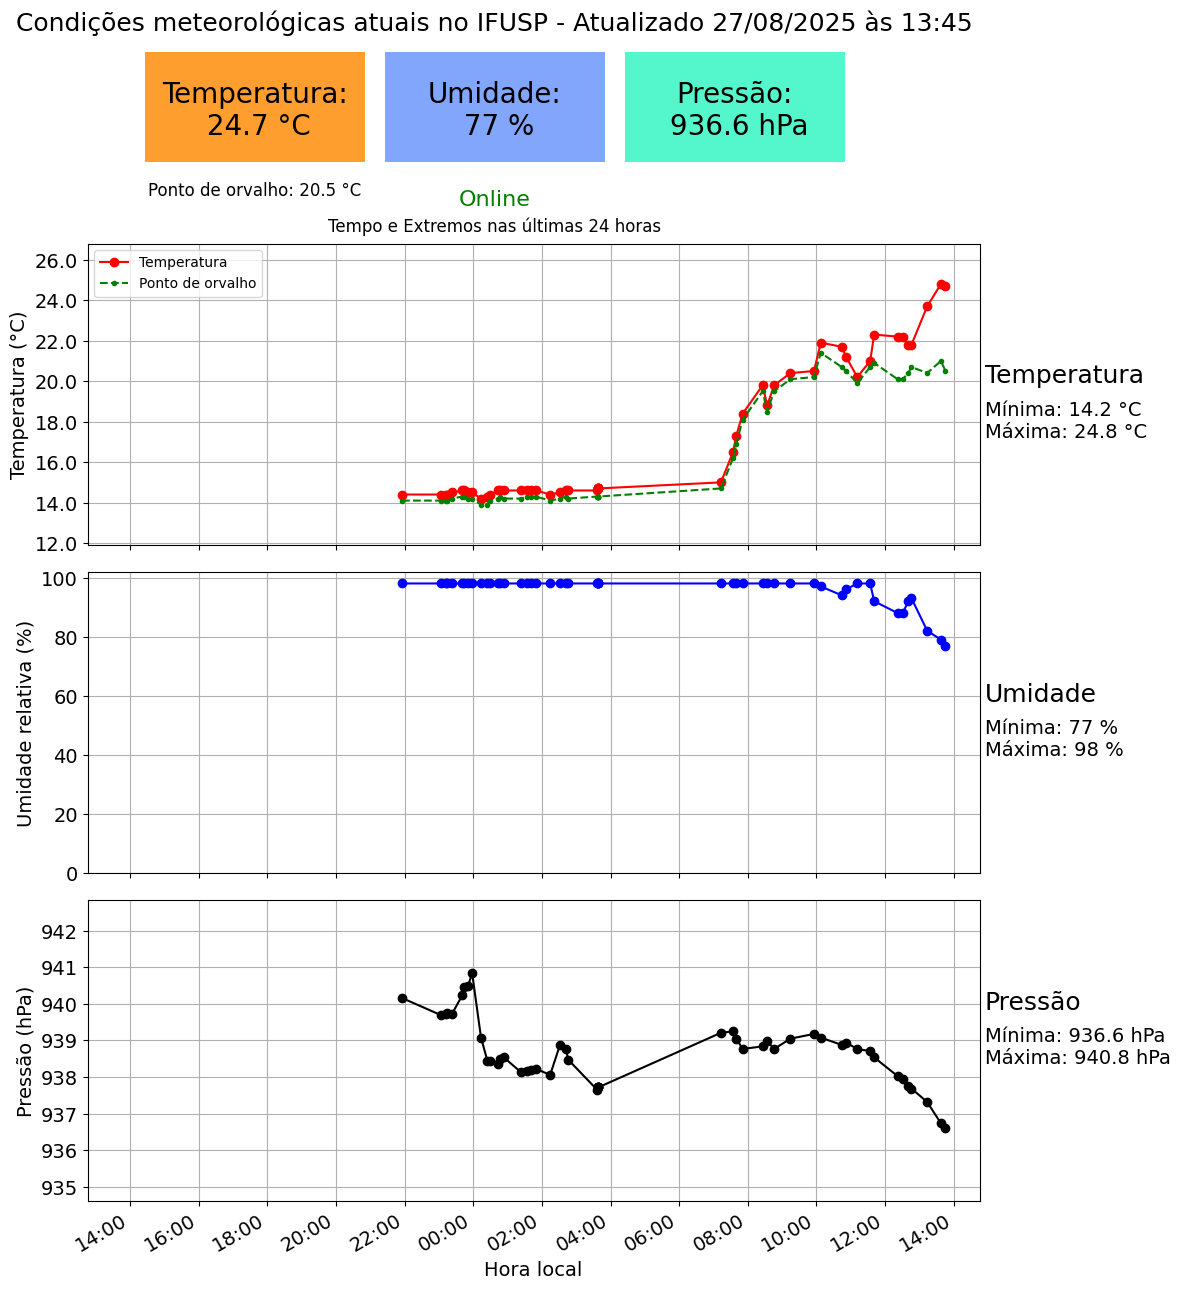 Condições meteorológicas atuais no IFUSP - Atualizado 27/08/2025 às 13:45
Temperatura:
24.7 °C
Umidade:
77 %
Pressão:
936.6 hPa
Ponto de orvalho: 20.5 °C
Online
Tempo e Extremos nas últimas 24 horas
Temperatura
Ponto de orvalho
Temperatura (°C)
26.0
24.0
22.0
20.0
18.0
16.0
14.0
12.0
Temperatura
Mínima: 14.2 °C
Máxima: 24.8 °C
Umidade relativa (%)
100
80
60
40
20
0
Umidade
Mínima: 77 %
Máxima: 98 %
Pressão (hPa)
942
941
940
939
938
937
936
935
Pressão
Mínima: 936.6 hPa
Máxima: 940.8 hPa
14:00
16:00
18:00
20:00
22:00
00:00
02:00
04:00
06:00
08:00
10:00
12:00
14:00
Hora local